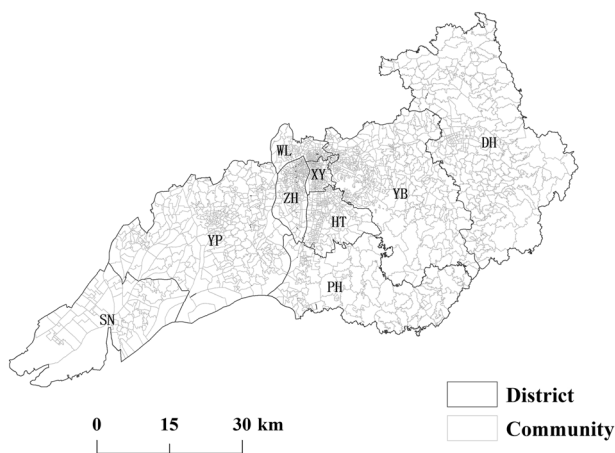 DH
WL
XY
ZH
YB
HT
YP
PH
SN
District
0 15 30 km
Community